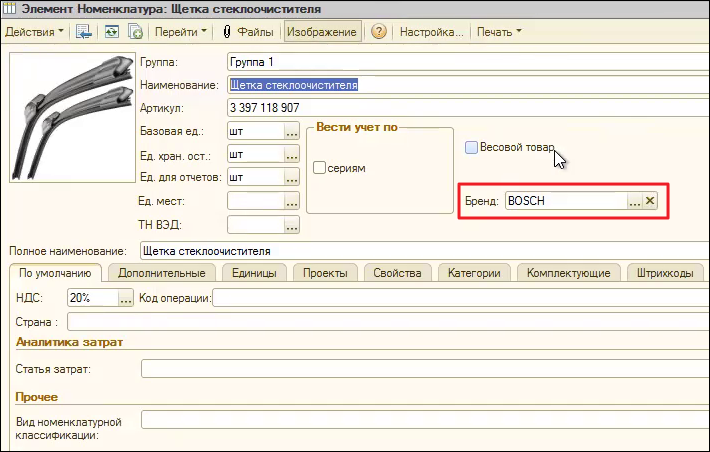 Элемент Номенклатура: Щетка стеклоочистителя
Действия Перейти Файлы Изображение ? Настройка... Печать
Группа: Группа 1
Наименование: Щетка стеклоочистителя
Артикул: 3 397 118 907
Базовая ед.: шт ... Вести учет по
Весовой товар
Ед. хран. ост.: шт ...
сериям
Ед. для отчетов: шт ...
Ед. мест: ... Бренд: BOSCH ... ×
ТН ВЭД: ...
Полное наименование: Щетка стеклоочистителя
По умолчанию Дополнительные Единицы Проекты Свойства Категории Комплектующие Штрихкоды
НДС: 20% ... Код операции:
Страна :
Аналитика затрат
Статья затрат:
Прочее
Вид номенклатурной
классификации: